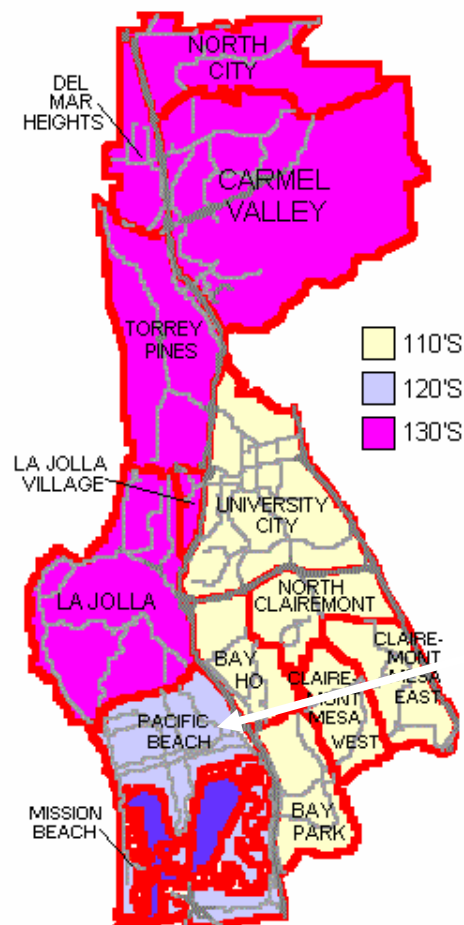 NORTH
CITY
DEL
MAR
HEIGHTS
CARMEL
VALLEY
TORREY
PINES
110'S
120'S
130'S
LA JOLLA
VILLAGE
UNIVERSITY
CITY
NORTH
CLAIREMONT
LA JOLLA
BAY
HO
CLAIRE-
MONT
MESA
WEST
CLAIRE-
MONT
MESA
EAST
PACIFIC
BEACH
MISSION
BEACH
BAY
PARK